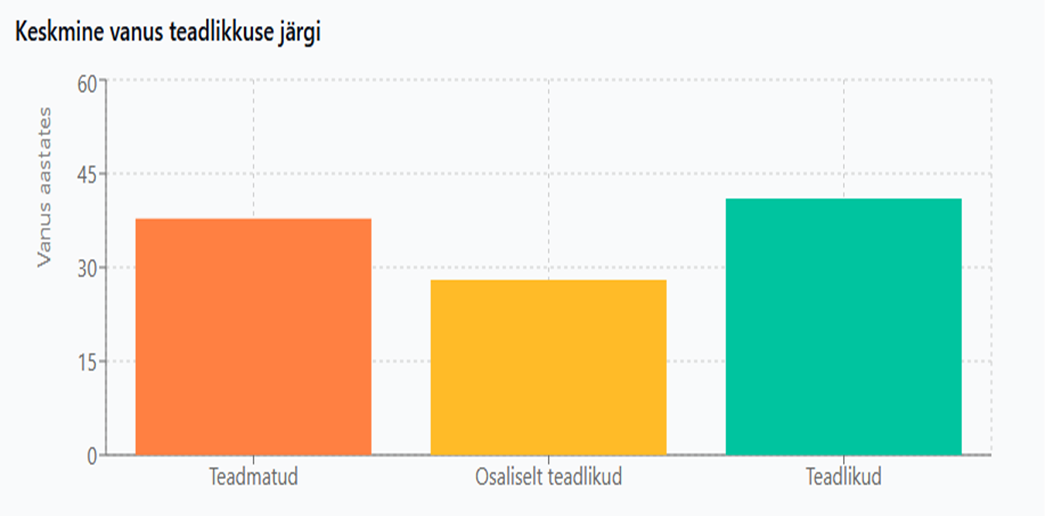 Keskmine vanus teadlikkuse järgi
Vanus aastates
60
45
30
15
0
Teadmatud
Osaliselt teadlikud
Teadlikud